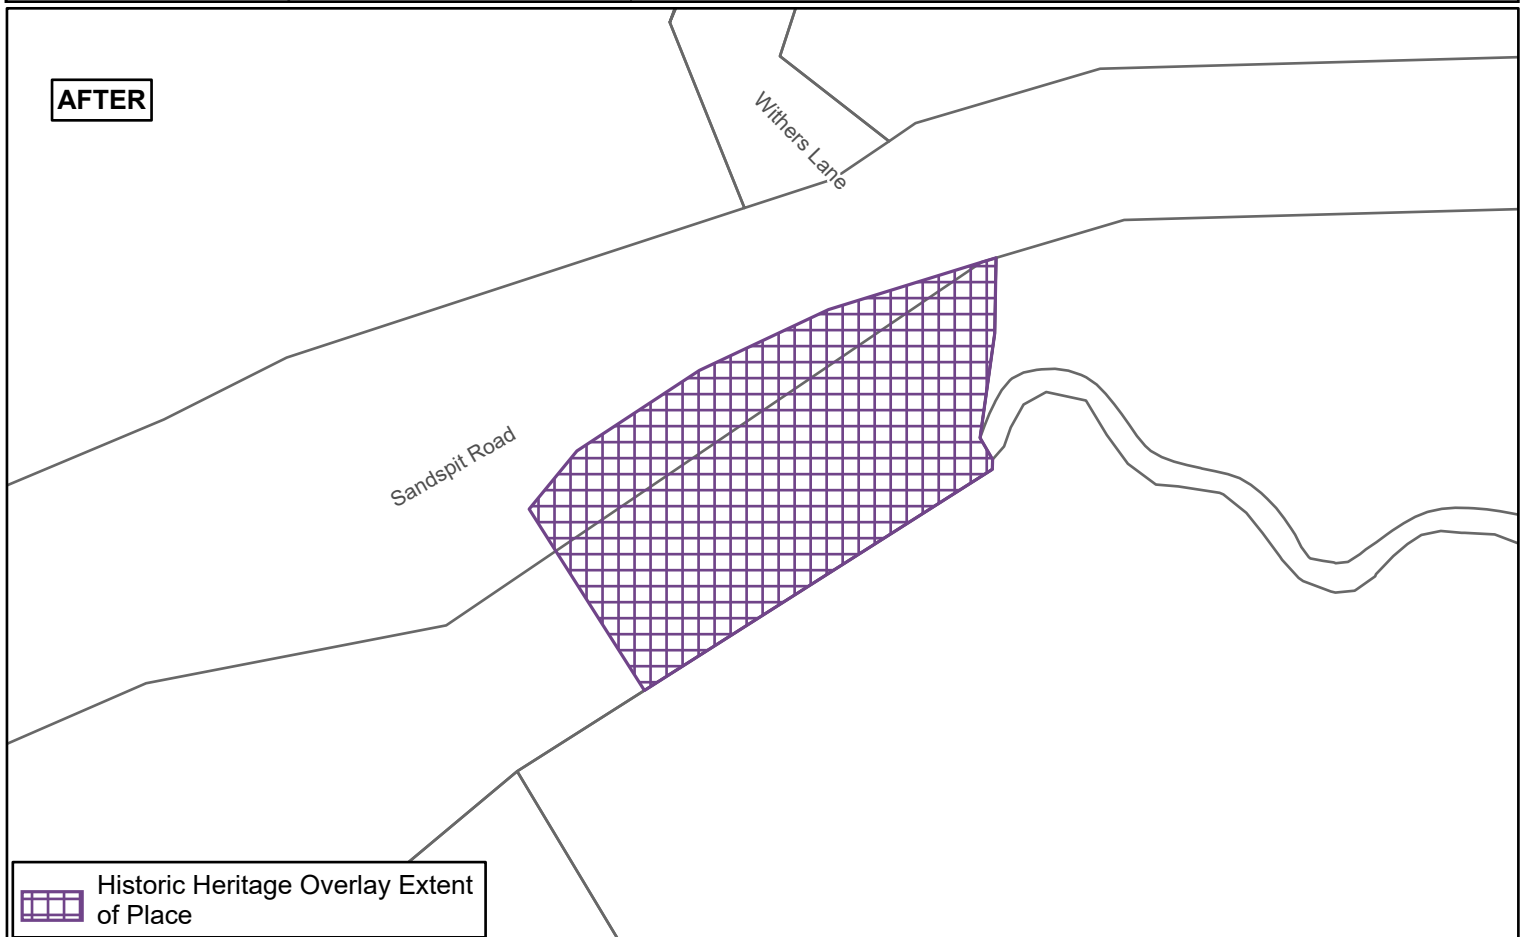 AFTER
Withers Lane
Sandspit Road
Historic Heritage Overlay Extent
of Place